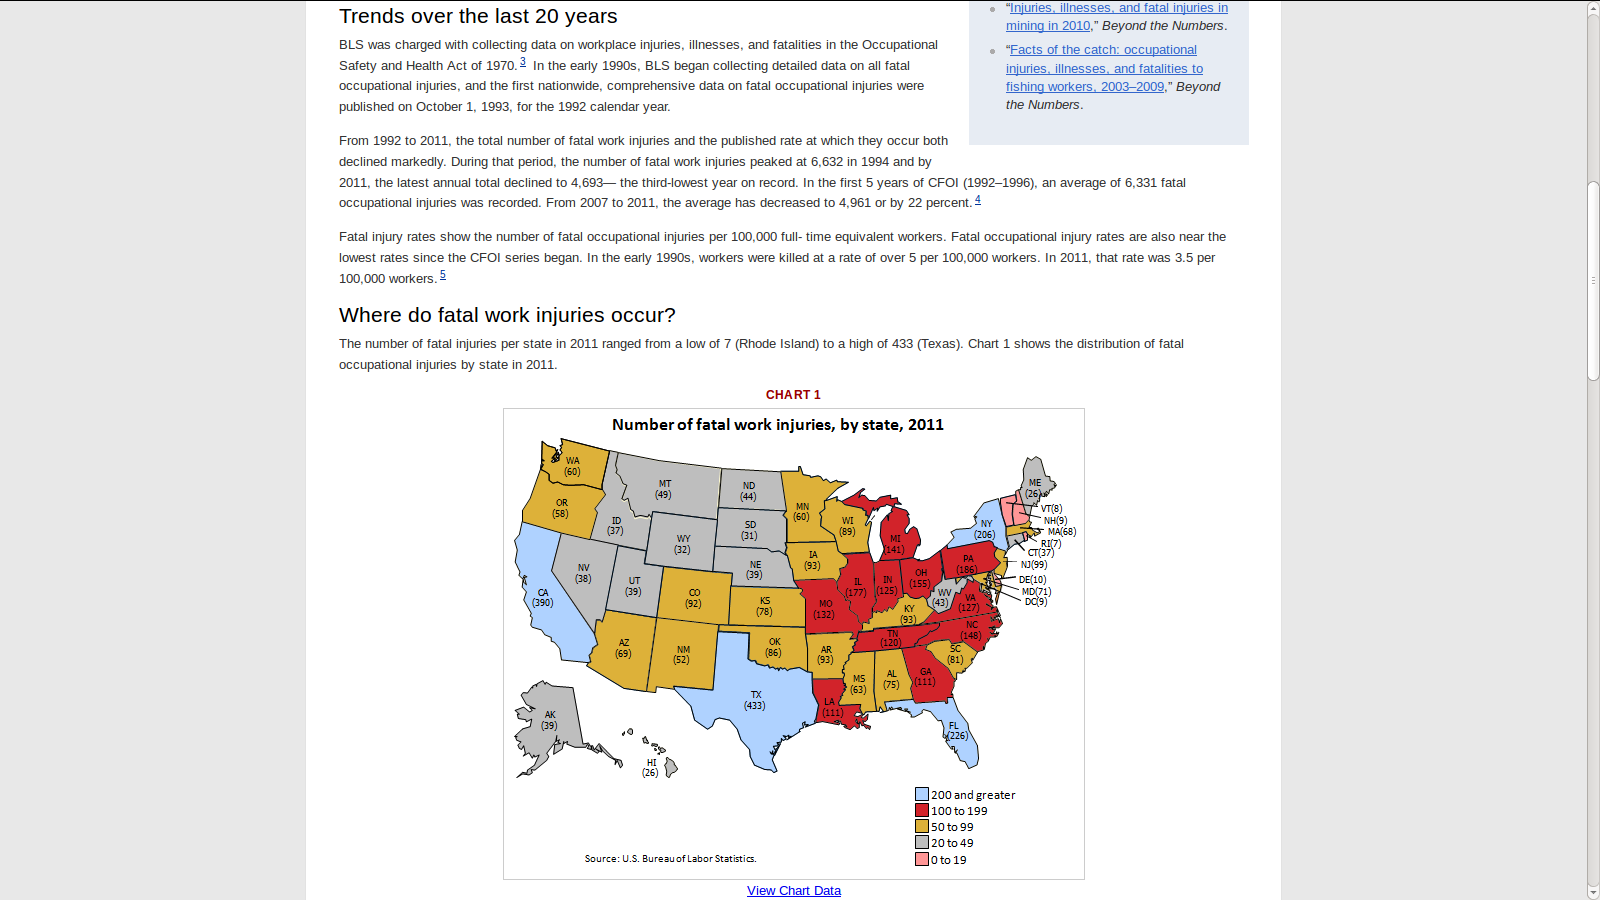 Trends over the last 20 years
BLS was charged with collecting data on workplace injuries, illnesses, and fatalities in the Occupational
Safety and Health Act of 1970. 3 In the early 1990s, BLS began collecting detailed data on all fatal
occupational injuries, and the first nationwide, comprehensive data on fatal occupational injuries were
published on October 1, 1993, for the 1992 calendar year.
From 1992 to 2011, the total number of fatal work injuries and the published rate at which they occur both
declined markedly. During that period, the number of fatal work injuries peaked at 6,632 in 1994 and by
2011, the latest annual total declined to 4,693— the third-lowest year on record. In the first 5 years of CFOI (1992–1996), an average of 6,331 fatal
occupational injuries was recorded. From 2007 to 2011, the average has decreased to 4,961 or by 22 percent. 4
Fatal injury rates show the number of fatal occupational injuries per 100,000 full- time equivalent workers. Fatal occupational injury rates are also near the
lowest rates since the CFOI series began. In the early 1990s, workers were killed at a rate of over 5 per 100,000 workers. In 2011, that rate was 3.5 per
100,000 workers. 5
“Injuries, illnesses, and fatal injuries in
mining in 2010,” Beyond the Numbers.
“Facts of the catch: occupational
injuries, illnesses, and fatalities to
fishing workers, 2003–2009,” Beyond
the Numbers.
Where do fatal work injuries occur?
The number of fatal injuries per state in 2011 ranged from a low of 7 (Rhode Island) to a high of 433 (Texas). Chart 1 shows the distribution of fatal
occupational injuries by state in 2011.
CHART 1
Number of fatal work injuries, by state, 2011
WA
(60)
OR
(58)
CA
(390)
NV
(38)
ID
(37)
MT
(49)
WY
(32)
UT
(39)
AZ
(69)
CO
(92)
NM
(52)
ND
(44)
SD
(31)
NE
(39)
KS
(78)
OK
(86)
TX
(433)
MN
(60)
IA
(93)
MO
(132)
AR
(93)
LA
(111)
WI
(89)
IL
(177)
MI
(141)
IN
(125)
OH
(155)
KY
(93)
TN
(120)
MS
(63)
AL
(75)
GA
(111)
FL
(226)
SC
(81)
NC
(148)
VA
(127)
WV
(43)
PA
(186)
NY
(206)
ME
(26)
VT(8)
NH(9)
MA(68)
RI(7)
CT(37)
NJ(99)
DE(10)
MD(71)
DC(9)
AK
(39)
HI
(26)
200 and greater
100 to 199
50 to 99
20 to 49
0 to 19
Source: U.S. Bureau of Labor Statistics.
View Chart Data